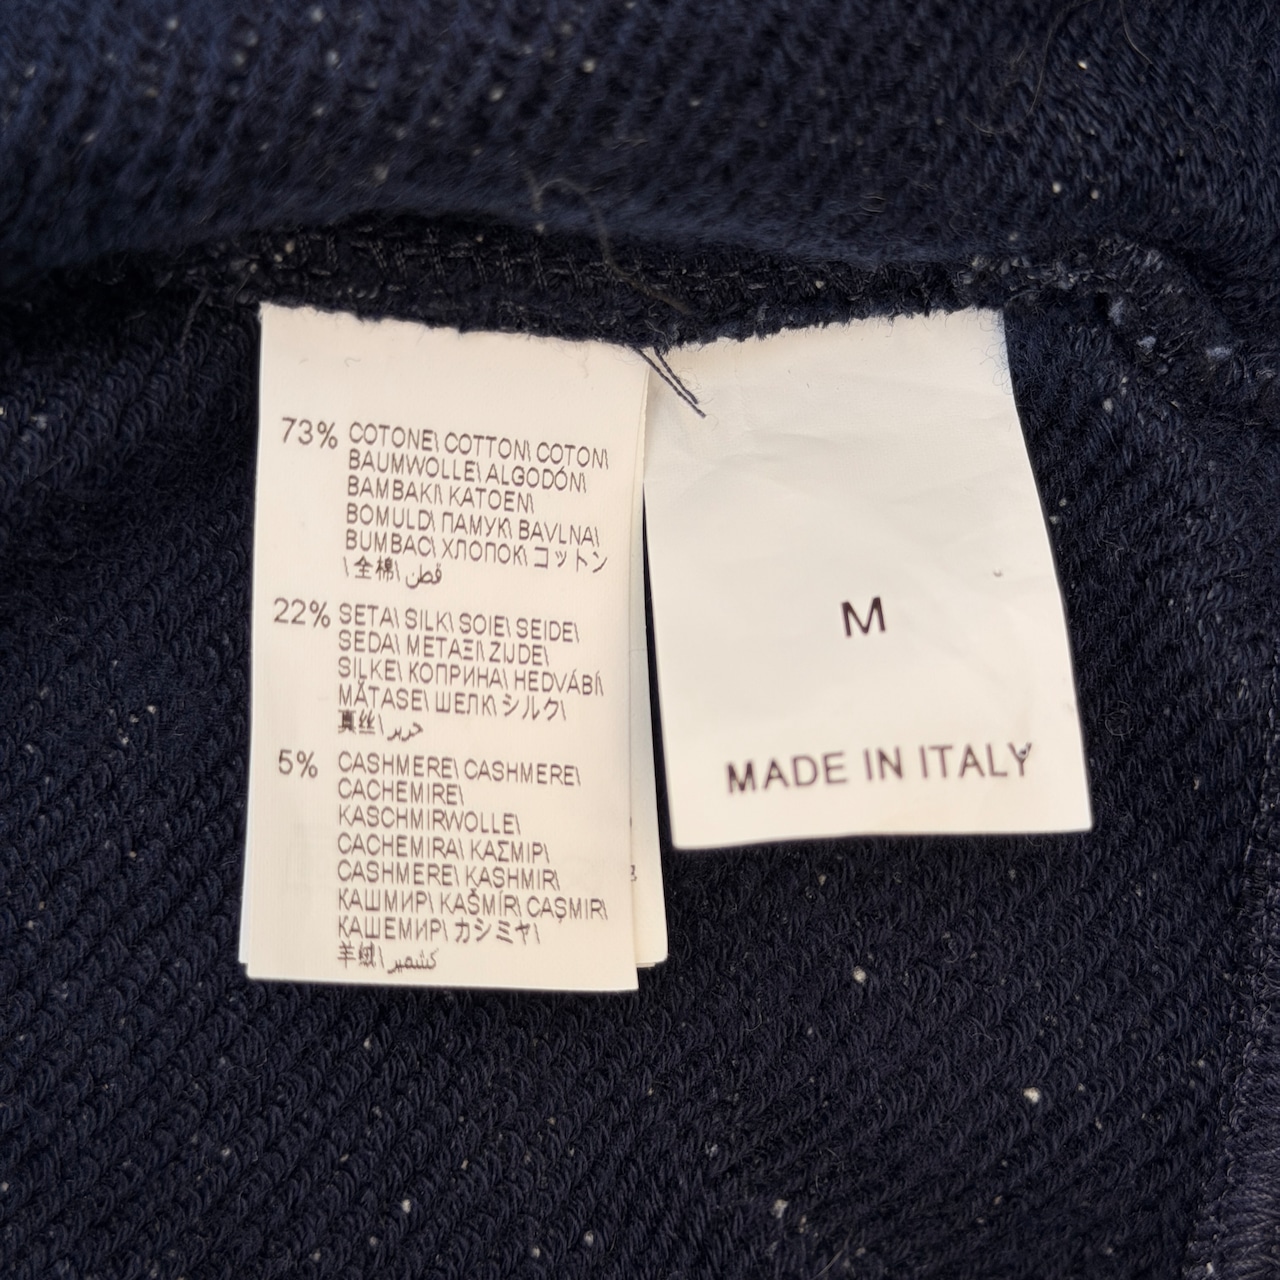 73% COTONE\ COTTON\ COTON\
BAUMWOLLE\ ALGODÓN\
BAMBAKI\ KATOEN\
BOMULD\ ПАМУК\ BAVLNA\
BUMBAC\ ХЛОПОК\ コットン
\全棉\ قطن
22% SETA\ SILK\ SOIE\ SEIDE\
SEDA\ ΜΕΤΑΞΙ\ ZIJDE\
SILKE\ КОПРИНА\ HEDVÁBÍ\
MĂTASE\ ШЕЛК\ シルク\
真丝\ حرير
5% CASHMERE\ CASHMERE\
CACHEMIRE\
KASCHMIRWOLLE\
CACHEMIRA\ ΚΑΣΜΙΡ\
CASHMERE\ KASHMIR\
КАШМИР\ KAŠMÍR\ CAŞMIR\
КАШЕМИР\ カシミヤ\
羊绒\ كشمير
M
MADE IN ITALY